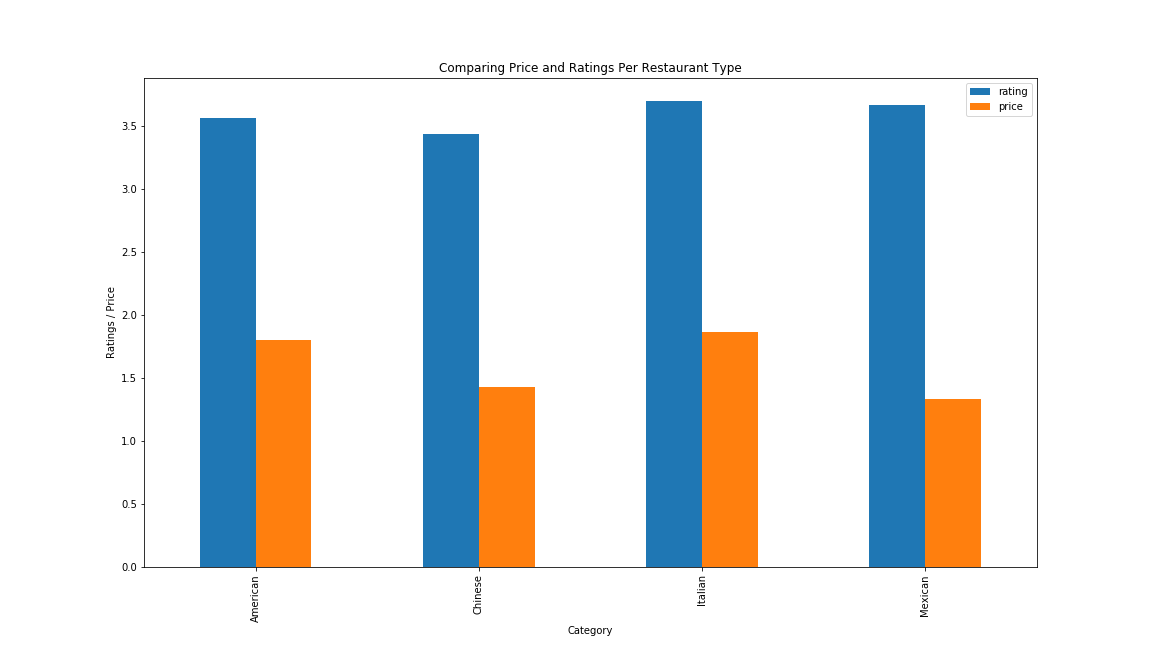 Comparing Price and Ratings Per Restaurant Type
rating
price
Ratings / Price
3.5
3.0
2.5
2.0
1.5
1.0
0.5
0.0
American
Chinese
Italian
Mexican
Category